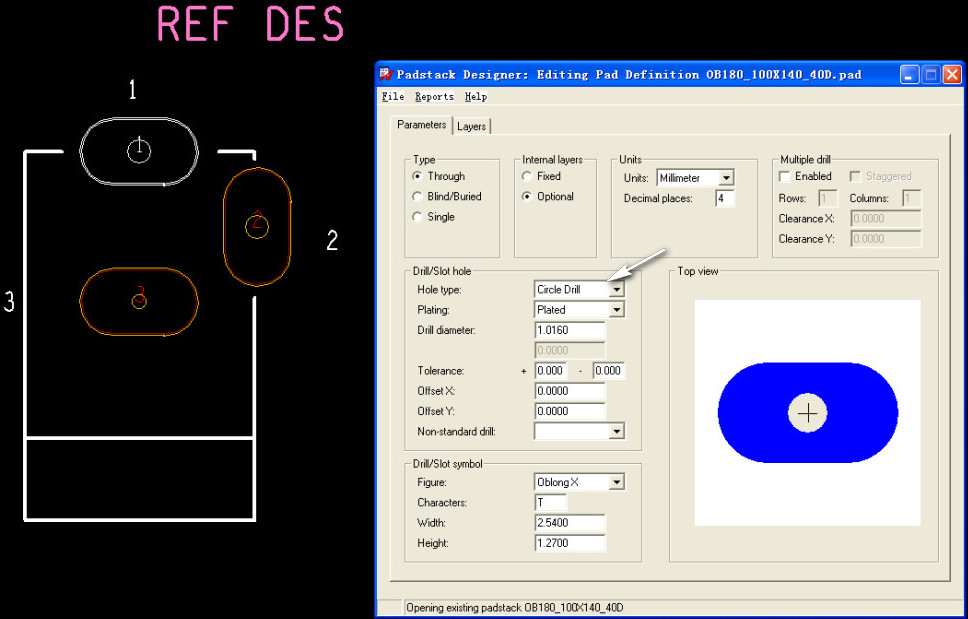 REF DES
1
1
2
2
3
3
Padstack Designer: Editing Pad Definition OB180_100X140_40D.pad
File Reports Help
Parameters Layers
Type
Through
Blind/Buried
Single
Internal layers
Fixed
Optional
Units
Units: Millimeter
Decimal places: 4
Multiple drill
Enabled Staggered
Rows: 1 Columns: 1
Clearance X: 0.0000
Clearance Y: 0.0000
Drill/Slot hole
Hole type: Circle Drill
Plating: Plated
Drill diameter: 1.0160
0.0000
Tolerance: + 0.000 - 0.000
Offset X: 0.0000
Offset Y: 0.0000
Non-standard drill:
Drill/Slot symbol
Figure: Oblong X
Characters: T
Width: 2.5400
Height: 1.2700
Top view
Opening existing padstack OB180_100X140_40D